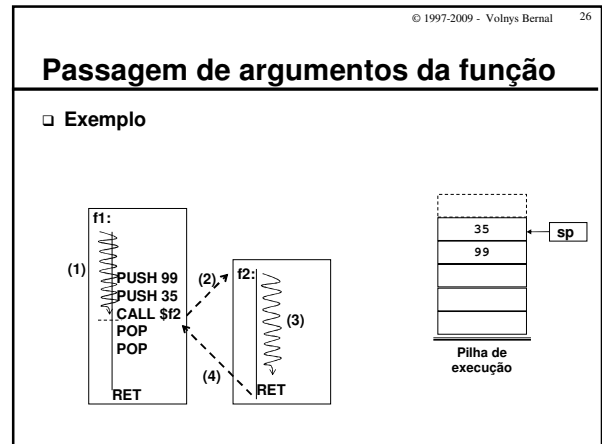 © 1997-2009 - Volnys Bernal 26
Passagem de argumentos da função
Exemplo
f1:
(1)
PUSH 99
PUSH 35
CALL $f2
POP
POP
RET
(2)
f2:
(3)
(4)
RET
35
sp
99
Pilha de
execução